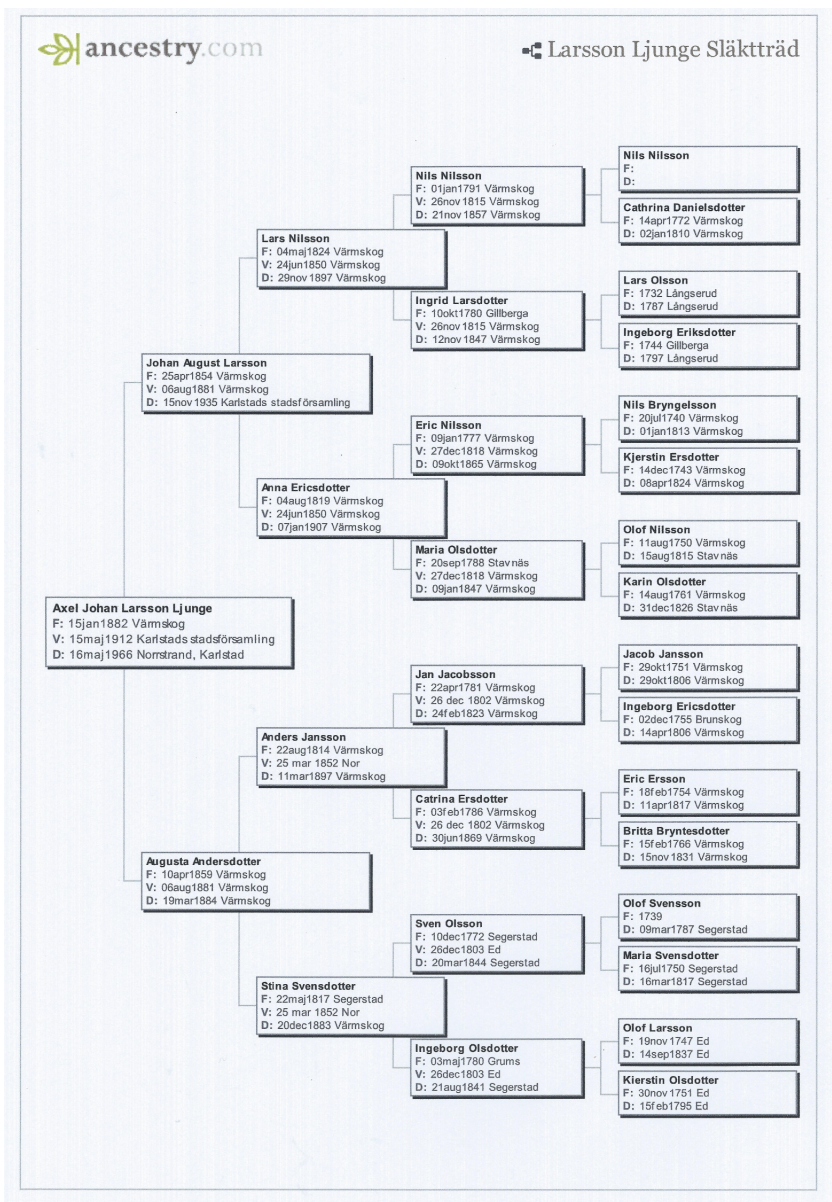 ancestry.com
Larsson Ljunge Släktträd
Axel Johan Larsson Ljunge
F: 15jan1882 Värmskog
V: 15maj1912 Karlstads stadsförsamling
D: 16maj1966 Norrstrand, Karlstad
Johan August Larsson
F: 25apr1854 Värmskog
V: 06aug1881 Värmskog
D: 15nov1935 Karlstads stadsförsamling
Augusta Andersdotter
F: 10apr1859 Värmskog
V: 06aug1881 Värmskog
D: 19mar1884 Värmskog
Lars Nilsson
F: 04maj1824 Värmskog
V: 24jun1850 Värmskog
D: 29nov1897 Värmskog
Anna Ericsdotter
F: 04aug1819 Värmskog
V: 24jun1850 Värmskog
D: 07jan1907 Värmskog
Anders Jansson
F: 22aug1814 Värmskog
V: 25 mar 1852 Nor
D: 11mar1897 Värmskog
Stina Svensdotter
F: 22maj1817 Segerstad
V: 25 mar 1852 Nor
D: 20dec1883 Värmskog
Nils Nilsson
F: 01jan1791 Värmskog
V: 26nov1815 Värmskog
D: 21nov1857 Värmskog
Ingrid Larsdotter
F: 10okt1780 Gillberga
V: 26nov1815 Värmskog
D: 12nov1847 Värmskog
Eric Nilsson
F: 09jan1777 Värmskog
V: 27dec1818 Värmskog
D: 09okt1865 Värmskog
Maria Olsdotter
F: 20sep1788 Stavnäs
V: 27dec1818 Värmskog
D: 09jan1847 Värmskog
Jan Jacobsson
F: 22apr1781 Värmskog
V: 26 dec 1802 Värmskog
D: 24feb1823 Värmskog
Catrina Ersdotter
F: 03feb1786 Värmskog
V: 26 dec 1802 Värmskog
D: 30jun1869 Värmskog
Sven Olsson
F: 10dec1772 Segerstad
V: 26dec1803 Ed
D: 20mar1844 Segerstad
Ingeborg Olsdotter
F: 03maj1780 Grums
V: 26dec1803 Ed
D: 21aug1841 Segerstad
Nils Nilsson
F:
D:
Cathrina Danielsdotter
F: 14apr1772 Värmskog
D: 02jan1810 Värmskog
Lars Olsson
F: 1732 Långserud
D: 1787 Långserud
Ingeborg Eriksdotter
F: 1744 Gillberga
D: 1797 Långserud
Nils Bryngelsson
F: 20jul1740 Värmskog
D: 01jan1813 Värmskog
Kjerstin Ersdotter
F: 14dec1743 Värmskog
D: 08apr1824 Värmskog
Olof Nilsson
F: 11aug1750 Värmskog
D: 15aug1815 Stavnäs
Karin Olsdotter
F: 14aug1761 Värmskog
D: 31dec1826 Stavnäs
Jacob Jansson
F: 29okt1751 Värmskog
D: 29okt1806 Värmskog
Ingeborg Ericsdotter
F: 02dec1755 Brunskog
D: 14apr1806 Värmskog
Eric Ersson
F: 18feb1754 Värmskog
D: 11apr1817 Värmskog
Britta Bryntesdotter
F: 15feb1766 Värmskog
D: 15nov1831 Värmskog
Olof Svensson
F: 1739
D: 09mar1787 Segerstad
Maria Svensdotter
F: 16jul1750 Segerstad
D: 16mar1817 Segerstad
Olof Larsson
F: 19nov1747 Ed
D: 14sep1837 Ed
Kierstin Olsdotter
F: 30nov1751 Ed
D: 15feb1795 Ed